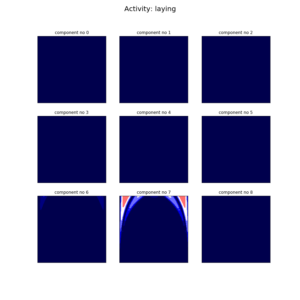 Activity: laying
component no 0
component no 1
component no 2
component no 3
component no 4
component no 5
component no 6
component no 7
component no 8